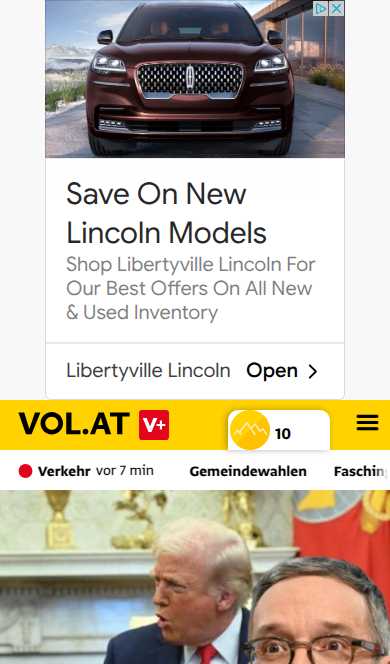 Save On New
Lincoln Models
Shop Libertyville Lincoln For
Our Best Offers On All New
& Used Inventory
Libertyville Lincoln Open
VOL.AT V+
10
Verkehr vor 7 min Gemeindewahlen Fasching